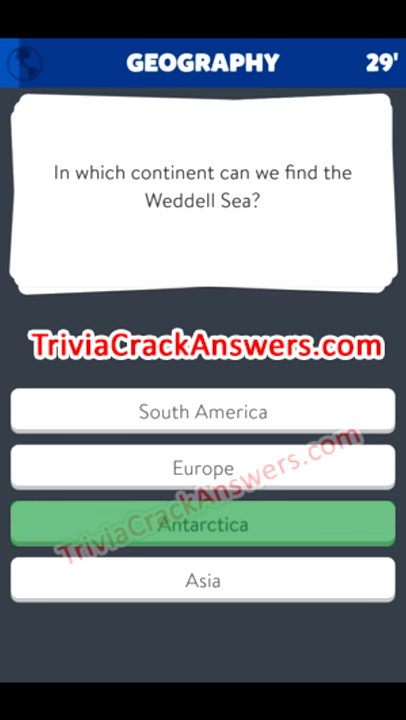 GEOGRAPHY 29'
In which continent can we find the
Weddell Sea?
TriviaCrackAnswers.com
South America
Europe
TriviaCrackAnswers.com
Antarctica
Asia